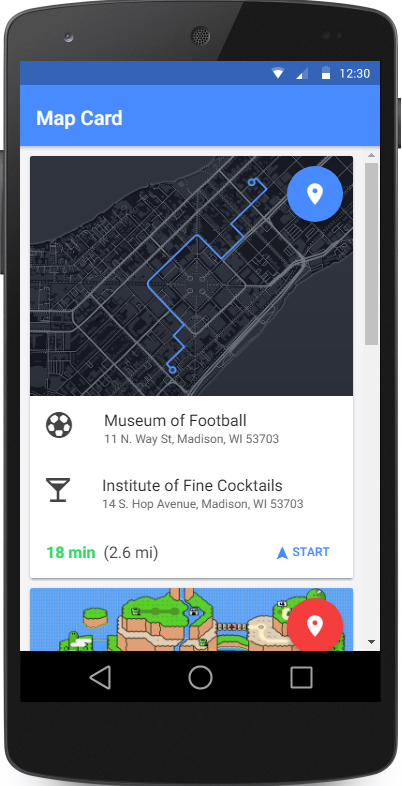 12:30
Map Card
Museum of Football
11 N. Way St, Madison, WI 53703
Institute of Fine Cocktails
14 S. Hop Avenue, Madison, WI 53703
18 min (2.6 mi)
START